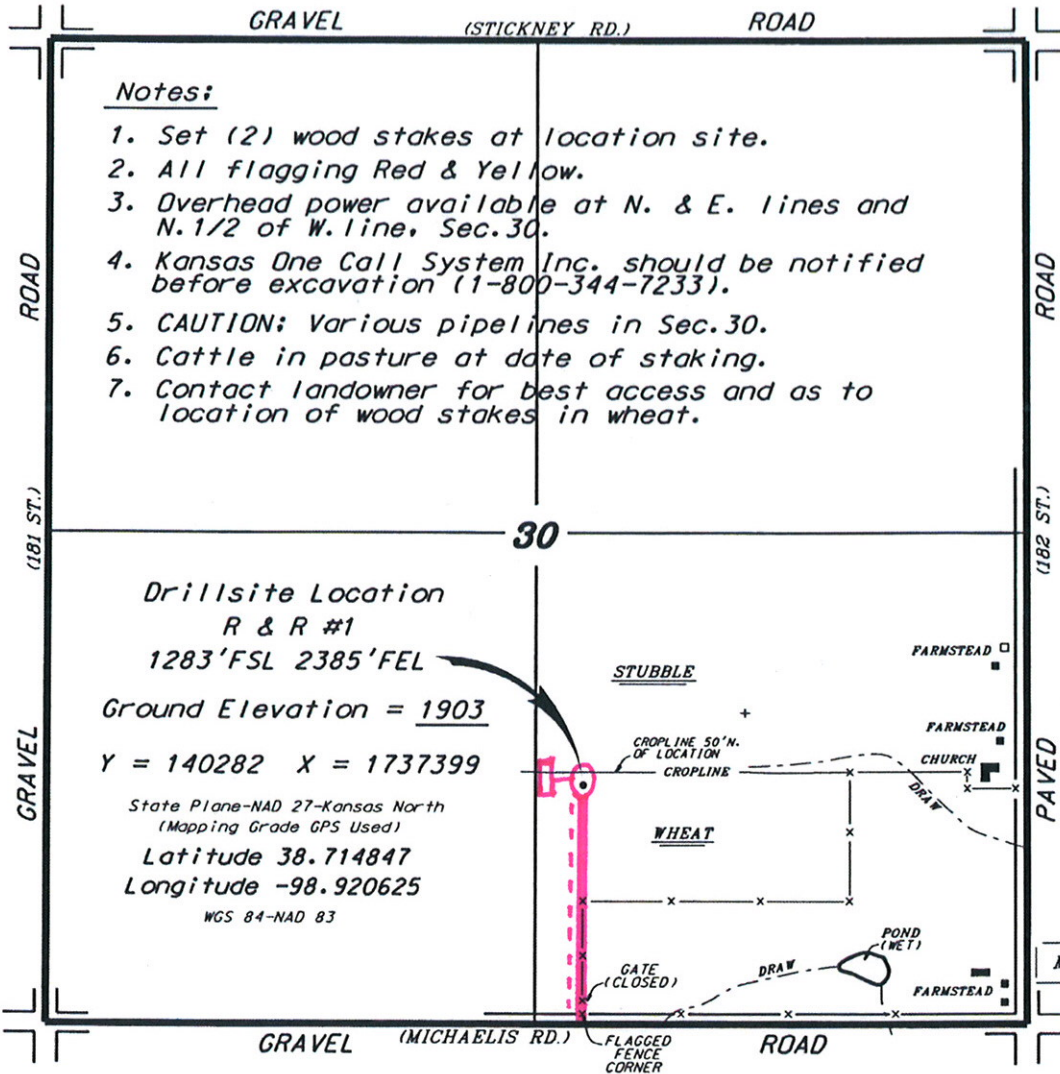 GRAVEL (STICKNEY RD.) ROAD
Notes:
1. Set (2) wood stakes at location site.
2. All flagging Red & Yellow.
3. Overhead power available at N. & E. lines and
N.1/2 of W.line, Sec.30.
4. Kansas One Call System Inc. should be notified
before excavation (1-800-344-7233).
5. CAUTION: Various pipelines in Sec.30.
6. Cattle in pasture at date of staking.
7. Contact landowner for best access and as to
location of wood stakes in wheat.
ROAD
(181 ST.)
GRAVEL
ROAD
(182 ST.)
PAVED
30
Drillsite Location
R & R #1
1283'FSL 2385'FEL
Ground Elevation = 1903
Y = 140282 X = 1737399
State Plane-NAD 27-Kansas North
(Mapping Grade GPS Used)
Latitude 38.714847
Longitude -98.920625
WGS 84-NAD 83
FARMSTEAD
STUBBLE
FARMSTEAD
CROPLINE 50'N.
OF LOCATION
CROPLINE
CHURCH
DRAW
WHEAT
POND
(WET)
DRAW
GATE
(CLOSED)
FARMSTEAD
GRAVEL (MICHAELIS RD.) ROAD
FLAGGED
FENCE
CORNER